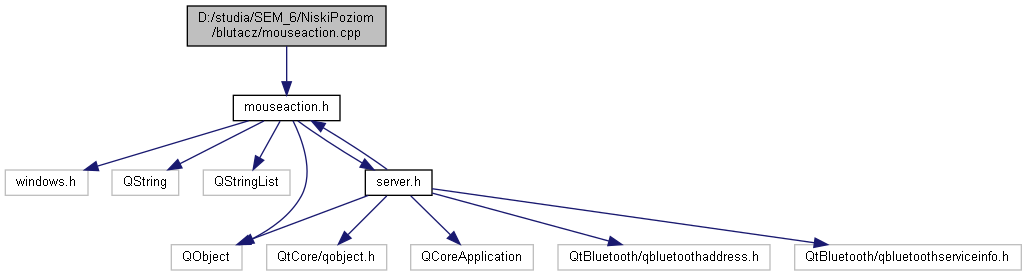 D:/studia/SEM_6/NiskiPoziom
/blutacz/mouseaction.cpp
mouseaction.h
windows.h
QString
QStringList
server.h
QObject
QtCore/qobject.h
QCoreApplication
QtBluetooth/qbluetoothaddress.h
QtBluetooth/qbluetoothserviceinfo.h